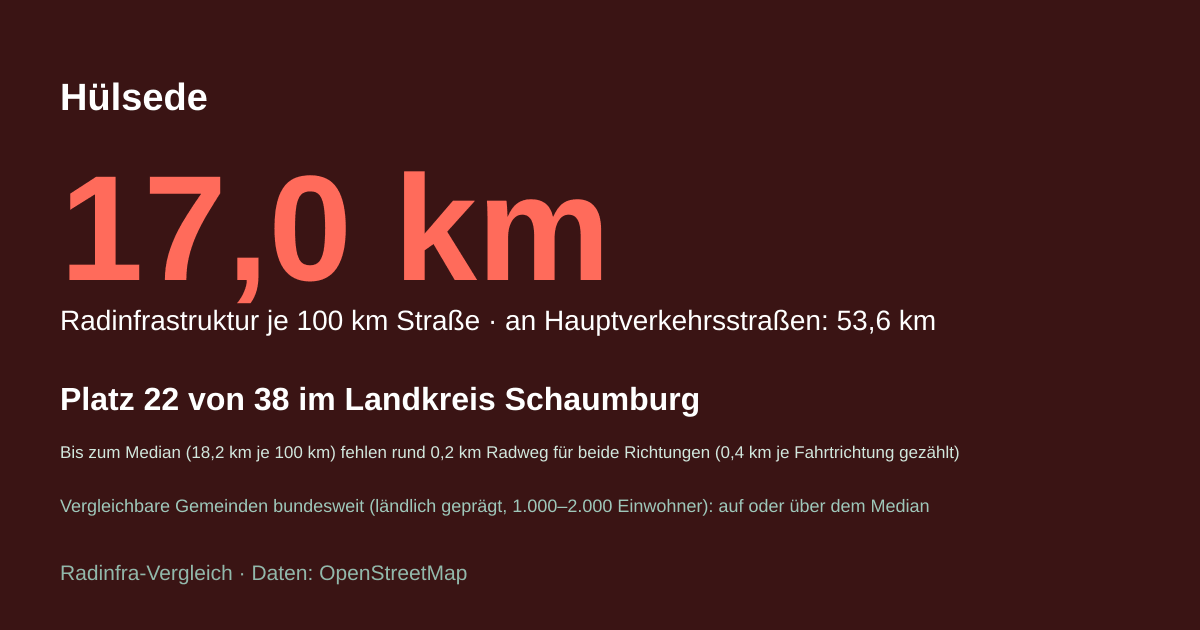 Hülsede
17,0 km
Radinfrastruktur je 100 km Straße · an Hauptverkehrsstraßen: 53,6 km
Platz 22 von 38 im Landkreis Schaumburg
Bis zum Median (18,2 km je 100 km) fehlen rund 0,2 km Radweg für beide Richtungen (0,4 km je Fahrtrichtung gezählt)
Vergleichbare Gemeinden bundesweit (ländlich geprägt, 1.000–2.000 Einwohner): auf oder über dem Median
Radinfra-Vergleich · Daten: OpenStreetMap